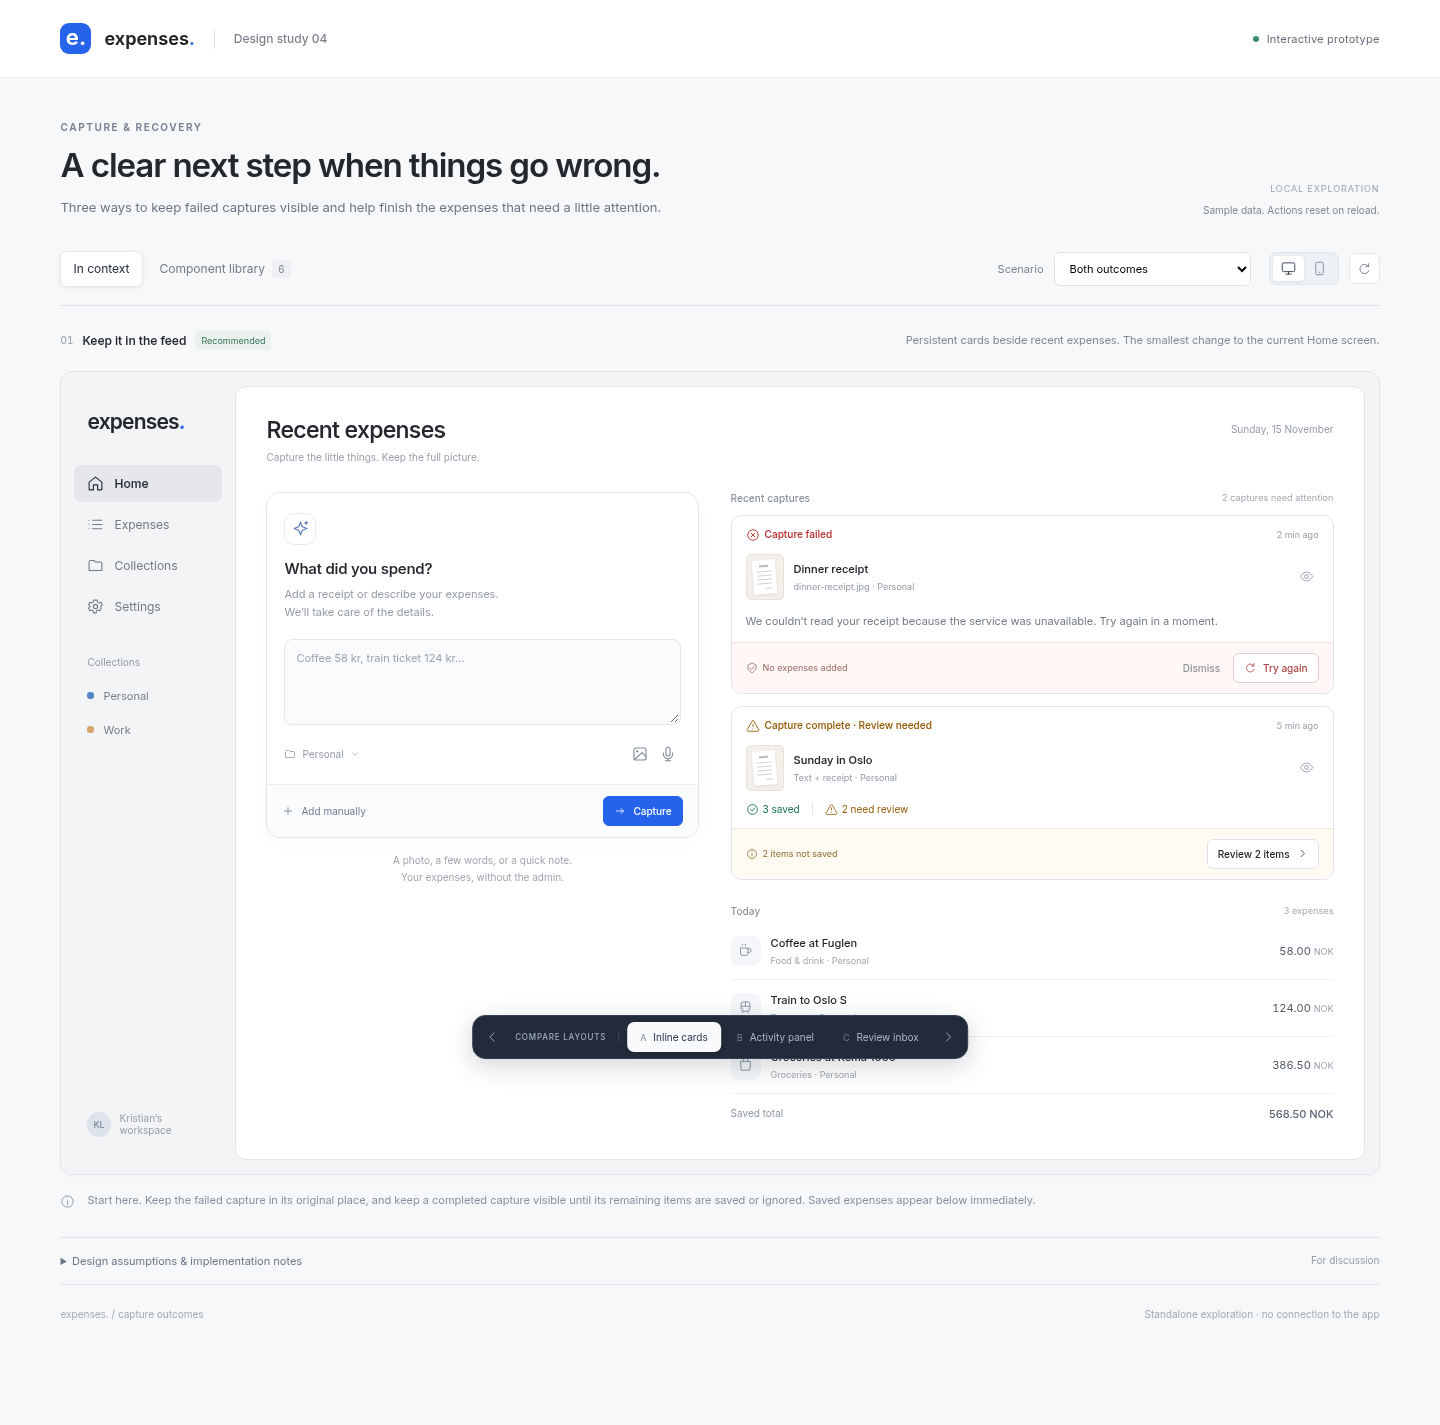 e. expenses. Design study 04
Interactive prototype
CAPTURE & RECOVERY
A clear next step when things go wrong.
Three ways to keep failed captures visible and help finish the expenses that need a little attention.
LOCAL EXPLORATION
Sample data. Actions reset on reload.
In context
Component library 6
Scenario
Both outcomes
01 Keep it in the feed Recommended
Persistent cards beside recent expenses. The smallest change to the current Home screen.
expenses.
Home
Expenses
Collections
Settings
Collections
Personal
Work
KL
Kristian's
workspace
Recent expenses
Sunday, 15 November
Capture the little things. Keep the full picture.
What did you spend?
Add a receipt or describe your expenses.
We'll take care of the details.
Coffee 58 kr, train ticket 124 kr...
Personal
Add manually
Capture
A photo, a few words, or a quick note.
Your expenses, without the admin.
Recent captures
2 captures need attention
Capture failed
2 min ago
Dinner receipt
dinner-receipt.jpg · Personal
We couldn't read your receipt because the service was unavailable. Try again in a moment.
No expenses added
Dismiss
Try again
Capture complete · Review needed
5 min ago
Sunday in Oslo
Text + receipt · Personal
3 saved
2 need review
2 items not saved
Review 2 items
Today
3 expenses
Coffee at Fuglen
Food & drink · Personal
58.00 NOK
Train to Oslo S
124.00 NOK
386.50 NOK
Groceries · Personal
Saved total
568.50 NOK
COMPARE LAYOUTS
A Inline cards
B Activity panel
C Review inbox
Start here. Keep the failed capture in its original place, and keep a completed capture visible until its remaining items are saved or ignored. Saved expenses appear below immediately.
Design assumptions & implementation notes
For discussion
expenses. / capture outcomes
Standalone exploration · no connection to the app